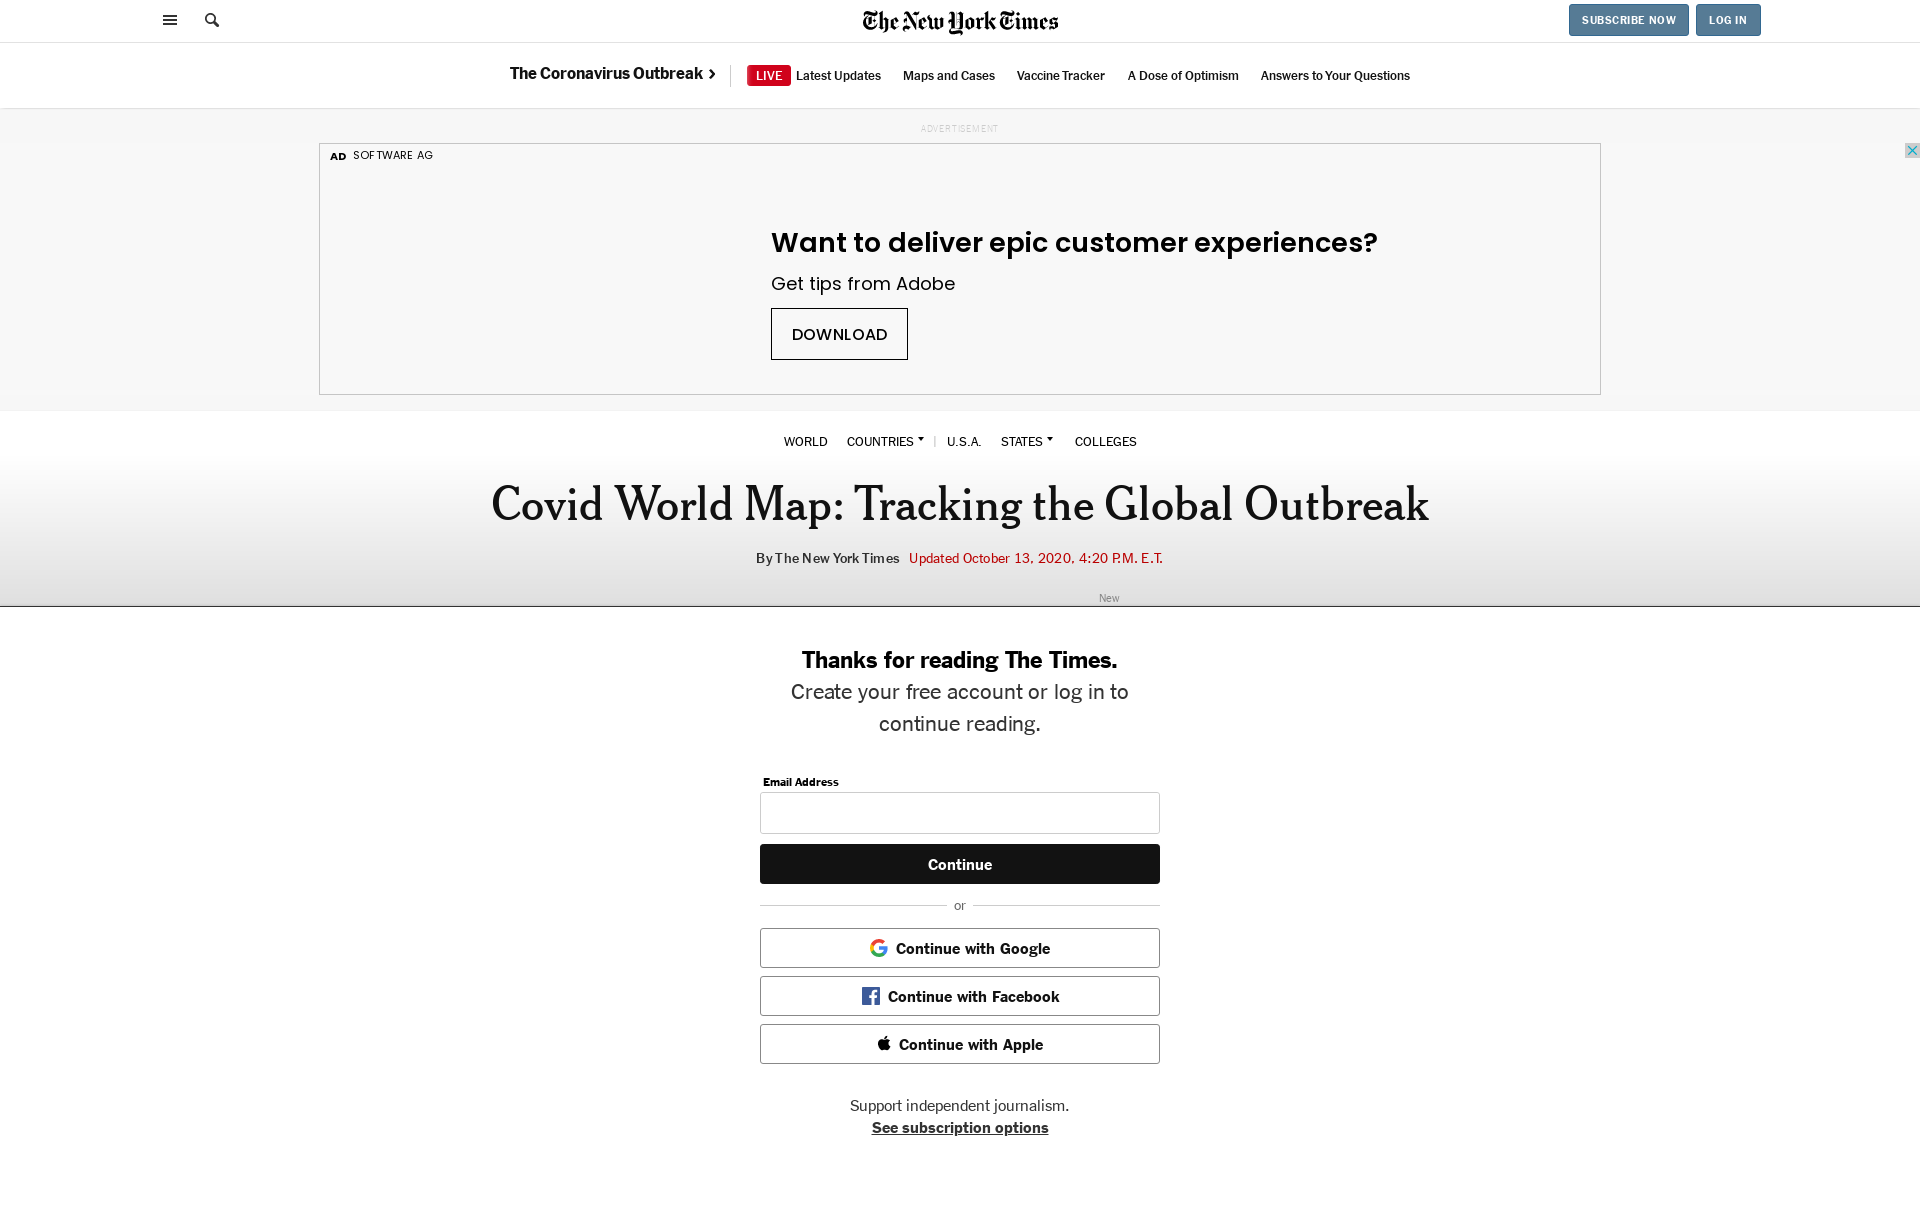 The New York Times
SUBSCRIBE NOW
LOG IN
The Coronavirus Outbreak ›
LIVE Latest Updates
Maps and Cases
Vaccine Tracker
A Dose of Optimism
Answers to Your Questions
ADVERTISEMENT
AD SOFTWARE AG
Want to deliver epic customer experiences?
Get tips from Adobe
DOWNLOAD
WORLD COUNTRIES | U.S.A. STATES COLLEGES
Covid World Map: Tracking the Global Outbreak
By The New York Times Updated October 13, 2020, 4:20 P.M. E.T.
New
Thanks for reading The Times.
Create your free account or log in to
continue reading.
Email Address
Continue
or
Continue with Google
Continue with Facebook
Continue with Apple
Support independent journalism.
See subscription options